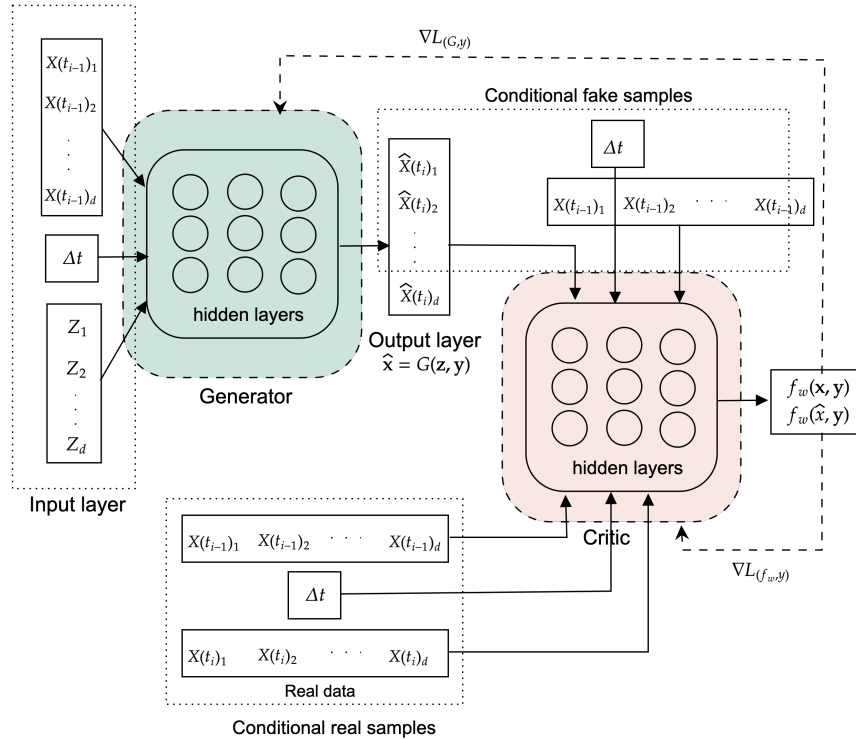 ∇L₍G,y₎
X(tᵢ₋₁)₁
X(tᵢ₋₁)₂
.
.
.
X(tᵢ₋₁)d
Δt
Z₁
Z₂
.
.
.
Zd
Input layer
hidden layers
Generator
X̂(tᵢ)₁
X̂(tᵢ)₂
.
.
.
X̂(tᵢ)d
Output layer
x̂ = G(z, y)
Conditional fake samples
Δt
X(tᵢ₋₁)₁ X(tᵢ₋₁)₂ · · · X(tᵢ₋₁)d
hidden layers
Critic
f_w(x, y)
f_w(x̂, y)
∇L(f_w,y)
X(tᵢ₋₁)₁ X(tᵢ₋₁)₂ · · · X(tᵢ₋₁)d
Δt
X(tᵢ)₁ X(tᵢ)₂ · · · X(tᵢ)d
Real data
Conditional real samples